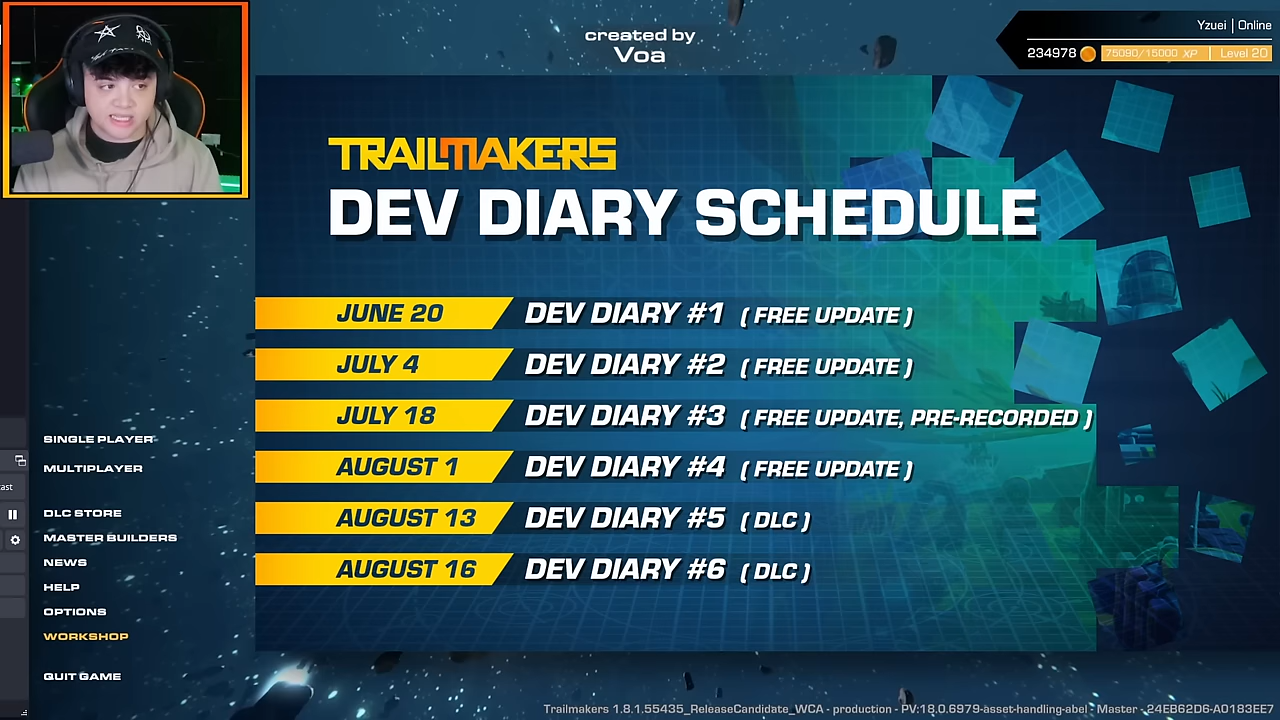 created by
Voa
Yzuei | Online
234978
75090/15000 XP | Level 20
TRAILMAKERS
DEV DIARY SCHEDULE
JUNE 20 DEV DIARY #1 ( FREE UPDATE )
JULY 4 DEV DIARY #2 ( FREE UPDATE )
JULY 18 DEV DIARY #3 ( FREE UPDATE, PRE-RECORDED )
AUGUST 1 DEV DIARY #4 ( FREE UPDATE )
AUGUST 13 DEV DIARY #5 ( DLC )
AUGUST 16 DEV DIARY #6 ( DLC )
SINGLE PLAYER
MULTIPLAYER
cast
DLC STORE
MASTER BUILDERS
NEWS
HELP
OPTIONS
WORKSHOP
QUIT GAME
Trailmakers 1.8.1.55435_ReleaseCandidate_WCA - production - PV:18.0.6979-asset-handling-abel - Master - 24EB62D6-A0183EE7